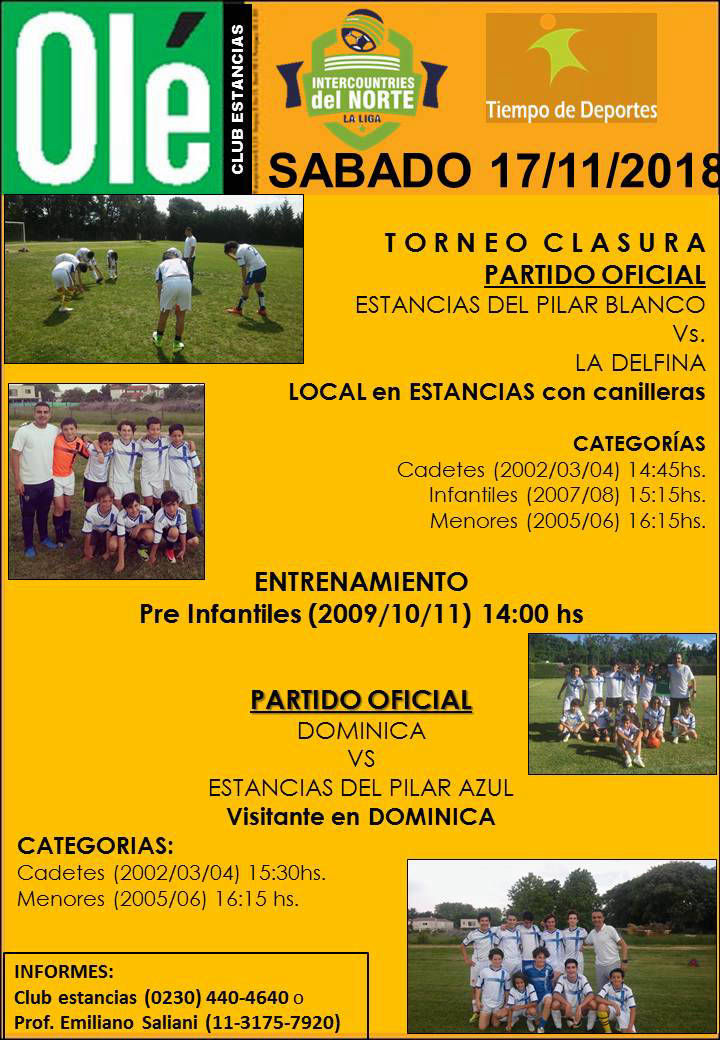 Olé
CLUB ESTANCIAS
INTERCOUNTRIES
del NORTE
LA LIGA
Tiempo de Deportes
SABADO 17/11/2018
TORNEO CLASURA
PARTIDO OFICIAL
ESTANCIAS DEL PILAR BLANCO
Vs.
LA DELFINA
LOCAL en ESTANCIAS con canilleras
CATEGORÍAS
Cadetes (2002/03/04) 14:45hs.
Infantiles (2007/08) 15:15hs.
Menores (2005/06) 16:15hs.
ENTRENAMIENTO
Pre Infantiles (2009/10/11) 14:00 hs
PARTIDO OFICIAL
DOMINICA
VS
ESTANCIAS DEL PILAR AZUL
Visitante en DOMINICA
CATEGORIAS:
Cadetes (2002/03/04) 15:30hs.
Menores (2005/06) 16:15 hs.
INFORMES:
Club estancias (0230) 440-4640 o
Prof. Emiliano Saliani (11-3175-7920)